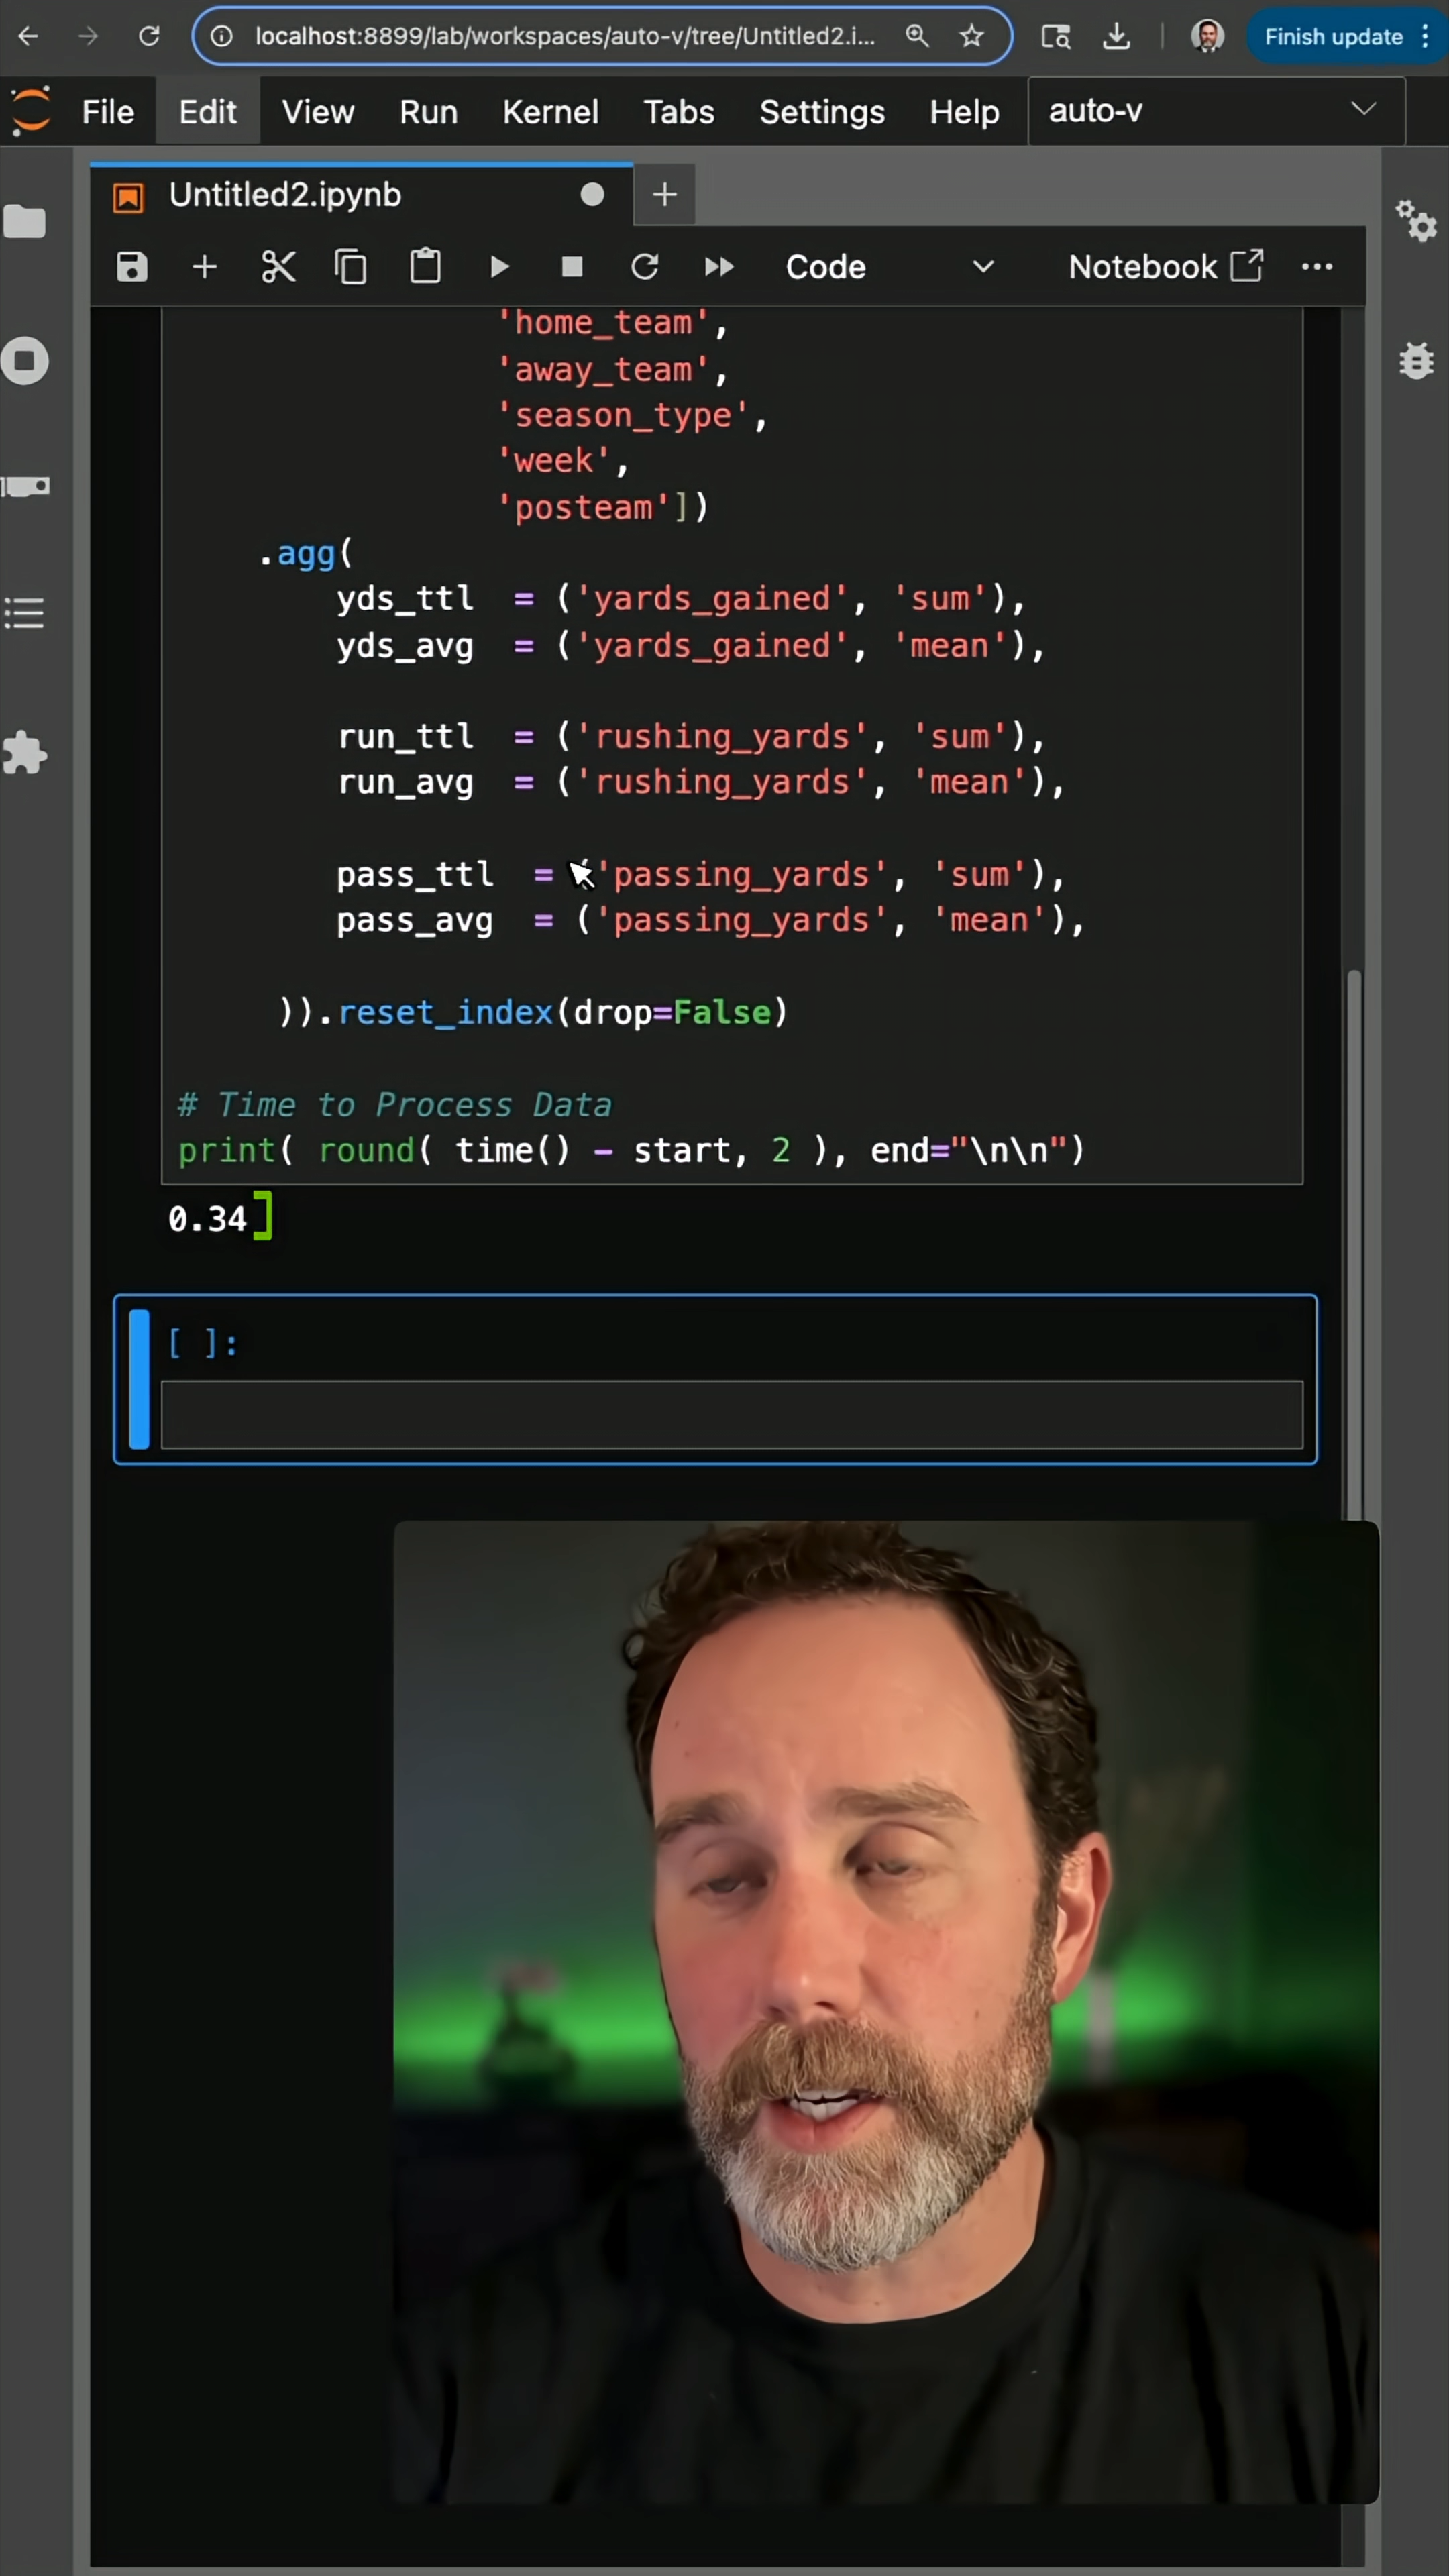 localhost:8899/lab/workspaces/auto-v/tree/Untitled2.i...
Finish update
File Edit View Run Kernel Tabs Settings Help auto-v
Untitled2.ipynb
Code
Notebook
'home_team',
'away_team',
'season_type',
'week',
'posteam'])
.agg(
yds_ttl = ('yards_gained', 'sum'),
yds_avg = ('yards_gained', 'mean'),
run_ttl = ('rushing_yards', 'sum'),
run_avg = ('rushing_yards', 'mean'),
pass_ttl = ('passing_yards', 'sum'),
pass_avg = ('passing_yards', 'mean'),
)).reset_index(drop=False)
# Time to Process Data
print( round( time() - start, 2 ), end="\n\n")
0.34]
[ ]: